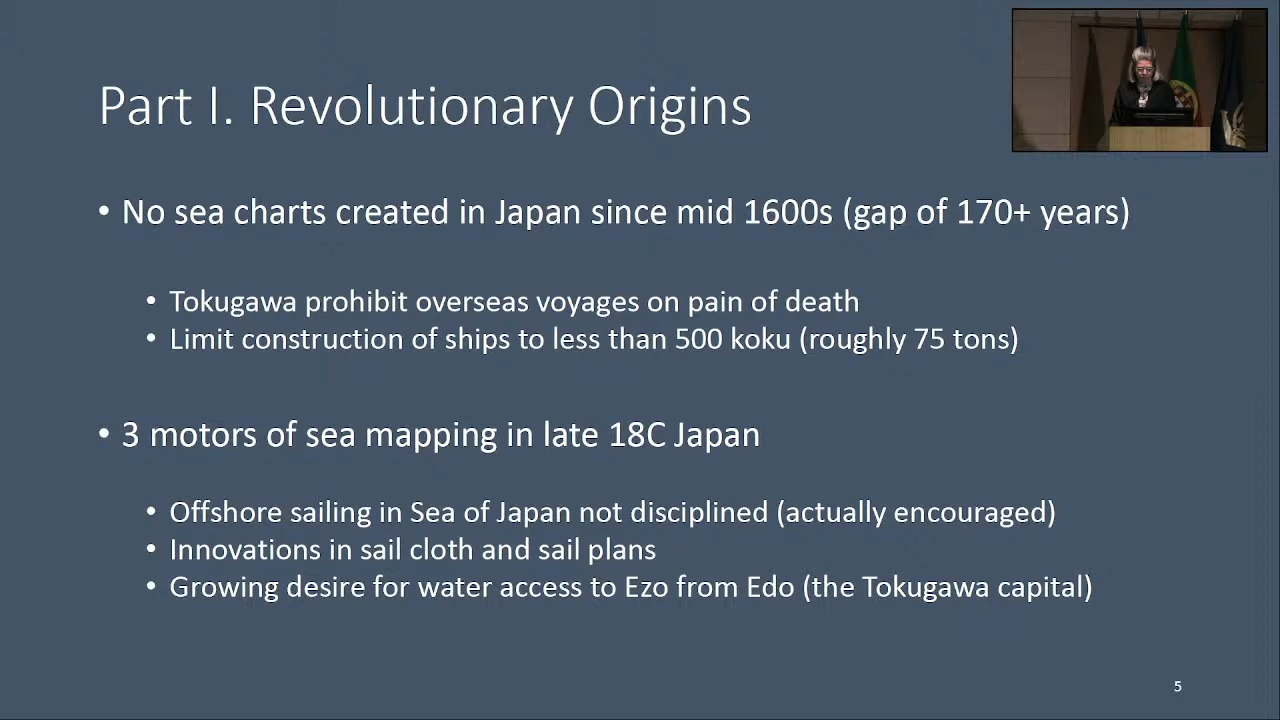 Part I. Revolutionary Origins
• No sea charts created in Japan since mid 1600s (gap of 170+ years)
• Tokugawa prohibit overseas voyages on pain of death
• Limit construction of ships to less than 500 koku (roughly 75 tons)
• 3 motors of sea mapping in late 18C Japan
• Offshore sailing in Sea of Japan not disciplined (actually encouraged)
• Innovations in sail cloth and sail plans
• Growing desire for water access to Ezo from Edo (the Tokugawa capital)
5